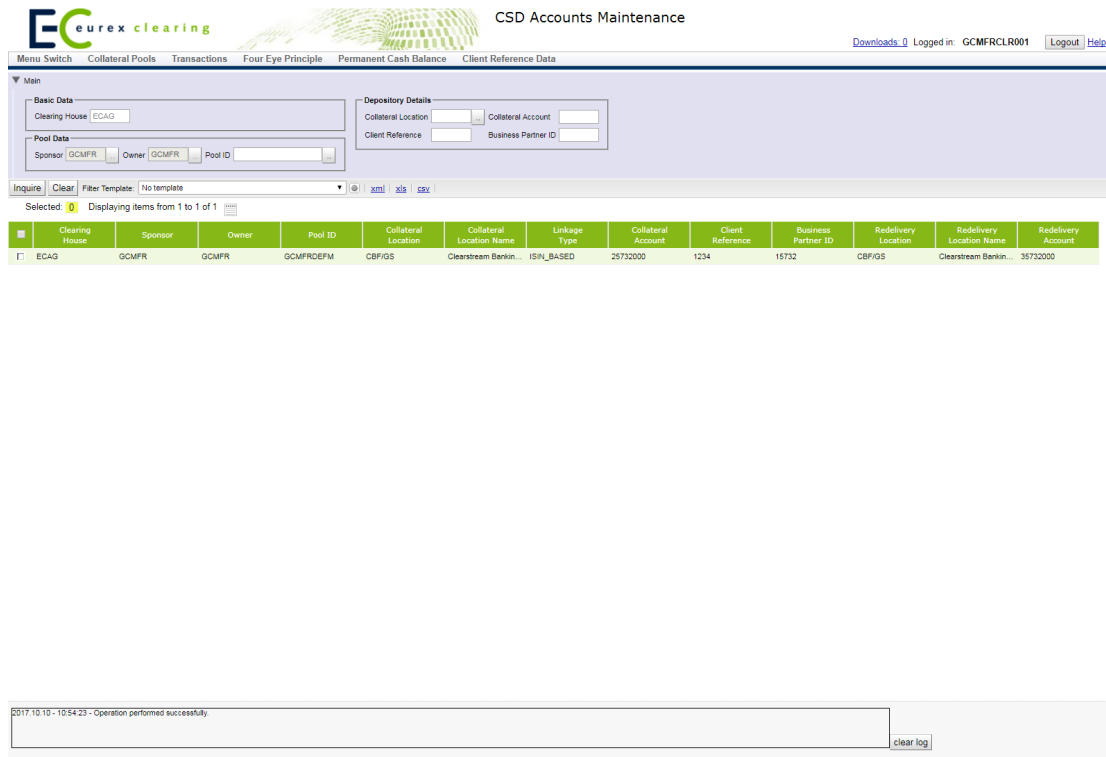 EC eurex clearing
CSD Accounts Maintenance
Downloads: 0 Logged in: GCMFRCLR001 Logout Help
Menu Switch Collateral Pools Transactions Four Eye Principle Permanent Cash Balance Client Reference Data
Main
Basic Data
Clearing House ECAG
Pool Data
Sponsor GCMFR ... Owner GCMFR ... Pool ID ...
Depository Details
Collateral Location ... Collateral Account
Client Reference Business Partner ID
Inquire Clear Filter Template: No template xml xls csv
Selected: 0 Displaying items from 1 to 1 of 1
Clearing House Sponsor Owner Pool ID Collateral Location Collateral Location Name Linkage Type Collateral Account Client Reference Business Partner ID Redelivery Location Redelivery Location Name Redelivery Account
ECAG GCMFR GCMFR GCMFRDEFM CBF/GS Clearstream Bankin... ISIN_BASED 25732000 1234 15732 CBF/GS Clearstream Bankin... 35732000
2017.10.10 - 10:54:23 - Operation performed successfully.
clear log